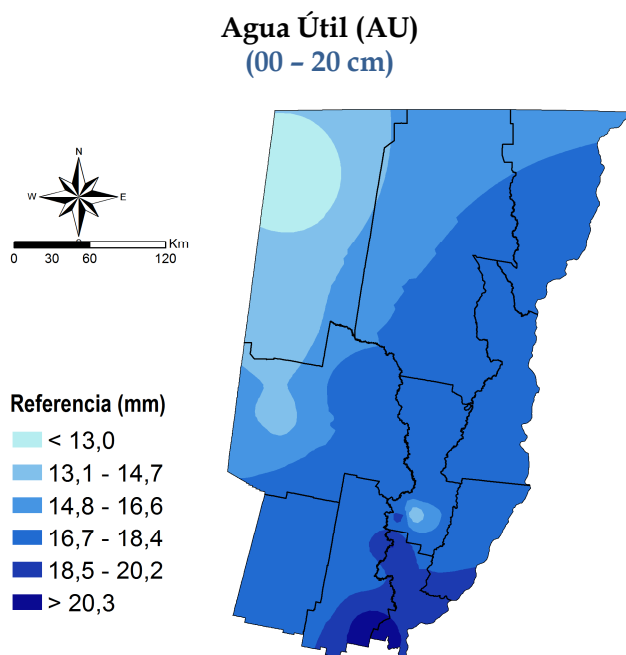 Agua Útil (AU)
(00 – 20 cm)
N
W E
S
Km
0 30 60 120
Referencia (mm)
< 13,0
13,1 - 14,7
14,8 - 16,6
16,7 - 18,4
18,5 - 20,2
> 20,3